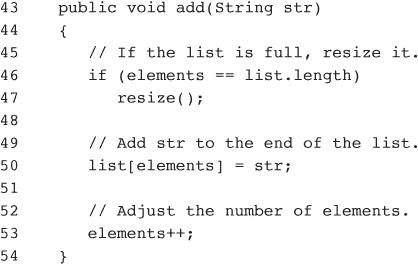 43 public void add(String str)
44 {
45 // If the list is full, resize it.
46 if (elements == list.length)
47 resize();
48
49 // Add str to the end of the list.
50 list[elements] = str;
51
52 // Adjust the number of elements.
53 elements++;
54 }